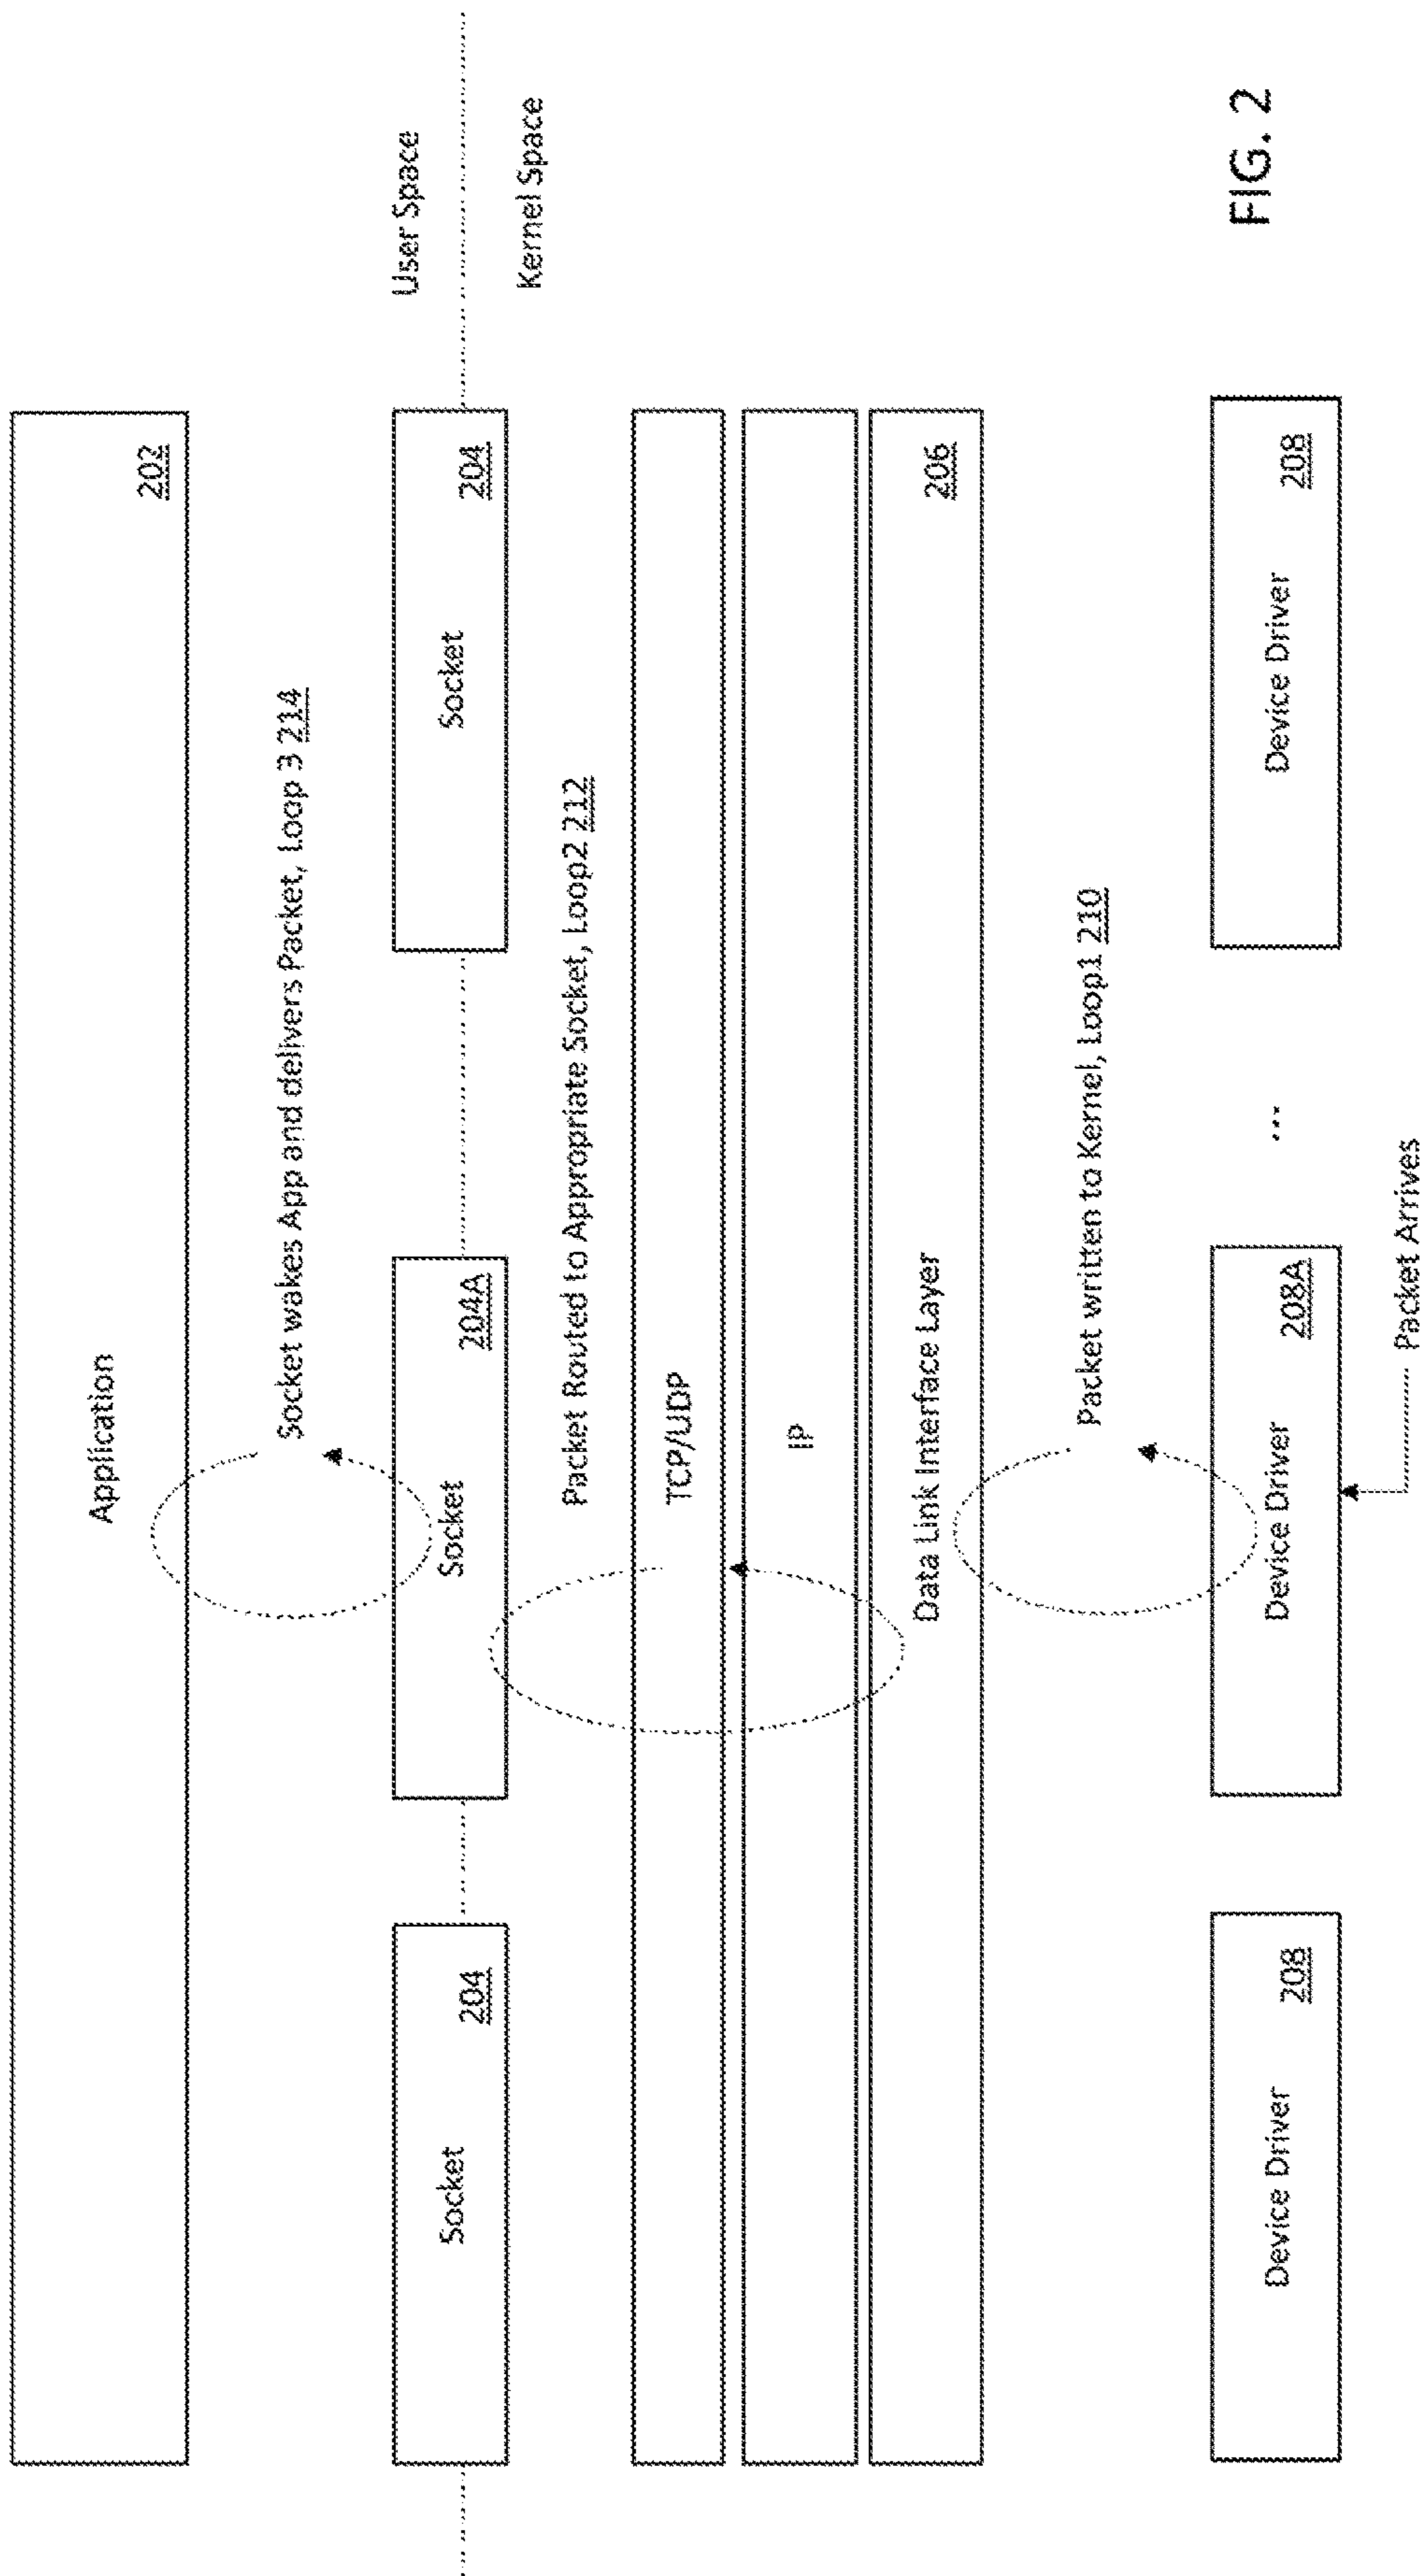 Application
202
Socket wakes App and delivers Packet, Loop 3 214
User Space
Socket
204
Socket
204A
Socket
204
Kernel Space
Packet Routed to Appropriate Socket, Loop2 212
TCP/UDP
IP
Data Link Interface Layer
206
Packet written to Kernel, Loop1 210
Device Driver
208
Device Driver
208A
...
Device Driver
208
Packet Arrives
FIG. 2